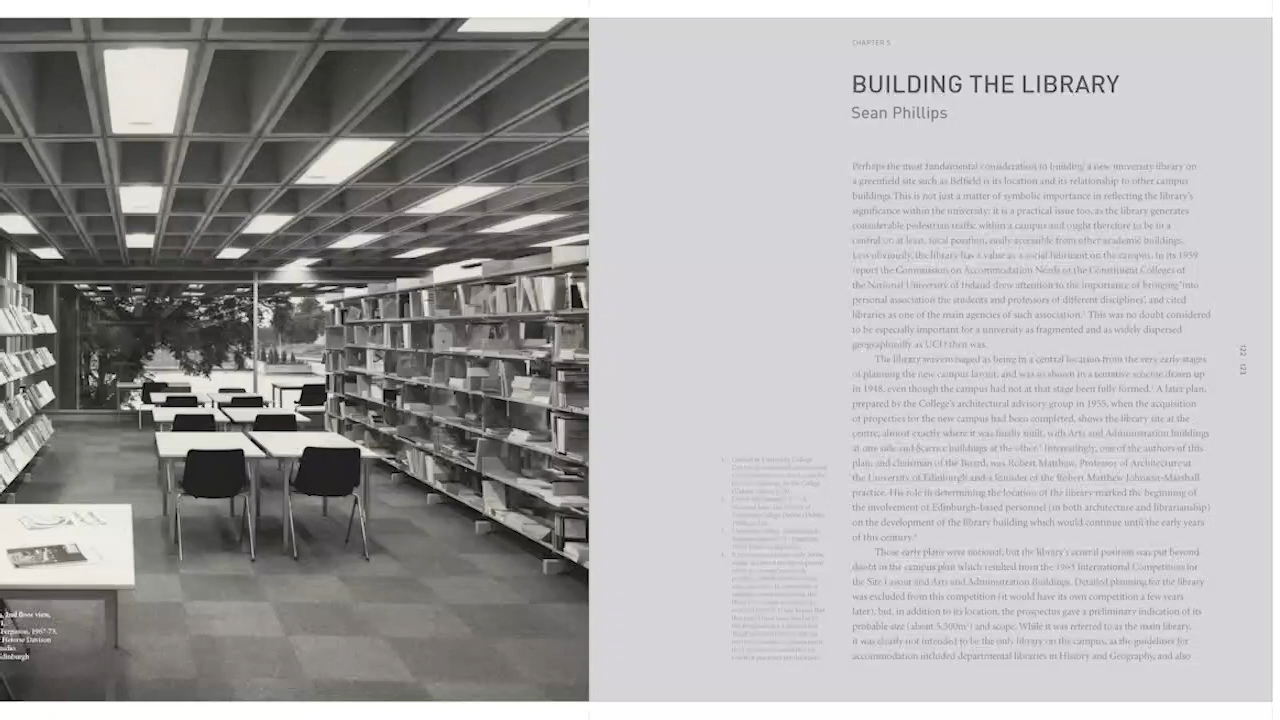 s, 2nd floor view,
Ferguson, 1967-73.
Heleme Davison
tudio
Edinburgh
CHAPTER 5
BUILDING THE LIBRARY
Sean Phillips
Perhaps the most fundamental consideration in building a new university library on
a greenfield site such as Belfield is its location and its relationship to other campus
buildings. This is not just a matter of symbolic importance in reflecting the library's
significance within the university; it is a practical issue too, as the library generates
considerable pedestrian traffic within a campus and ought therefore to be in a
central or, at least, focal position, easily accessible from other academic buildings.
Less obviously, the library has a value as a social lubricant on the campus. In its 1959
report the Commission on Accommodation Needs of the Constituent Colleges of
the National University of Ireland drew attention to the importance of bringing 'into
personal association the students and professors of different disciplines', and cited
libraries as one of the main agencies of such association.¹ This was no doubt considered
to be especially important for a university as fragmented and as widely dispersed
geographically as UCD then was.
The library was envisaged as being in a central location from the very early stages
of planning the new campus layout, and was so shown in a tentative scheme drawn up
in 1948, even though the campus had not at that stage been fully formed.² A later plan,
prepared by the College's architectural advisory group in 1955, when the acquisition
of properties for the new campus had been completed, shows the library site at the
centre, almost exactly where it was finally built, with Arts and Administration buildings
at one side and Science buildings at the other.³ Interestingly, one of the authors of this
plan, and chairman of the Board, was Robert Matthew, Professor of Architecture at
the University of Edinburgh and a founder of the Robert Matthew Johnson-Marshall
practice. His role in determining the location of the library marked the beginning of
the involvement of Edinburgh-based personnel (in both architecture and librarianship)
on the development of the library building which would continue until the early years
of this century.⁴
Those early plans were notional, but the library's central position was put beyond
doubt in the campus plan which resulted from the 1963 International Competition for
the Site Layout and Arts and Administration Buildings. Detailed planning for the library
was excluded from this competition (it would have its own competition a few years
later), but, in addition to its location, the prospectus gave a preliminary indication of its
probable size (about 5,500m²) and scope. While it was referred to as the main library,
it was clearly not intended to be the only library on the campus, as the guidelines for
accommodation included departmental libraries in History and Geography, and also
122 123